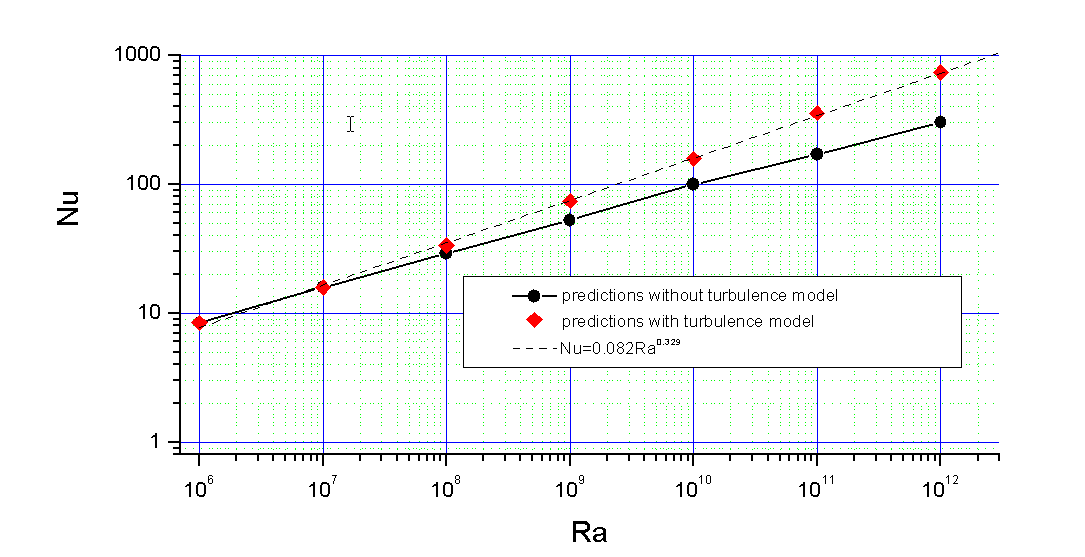 1000
100
10
1
Nu
predictions without turbulence model
predictions with turbulence model
Nu=0.082Ra^0.329
10^6 10^7 10^8 10^9 10^10 10^11 10^12
Ra